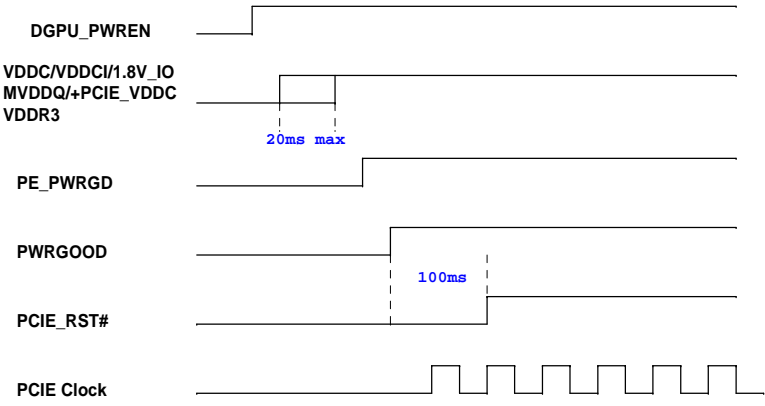 DGPU_PWREN
VDDC/VDDCI/1.8V_IO
MVDDQ/+PCIE_VDDC
VDDR3
20ms max
PE_PWRGD
PWRGOOD
100ms
PCIE_RST#
PCIE Clock